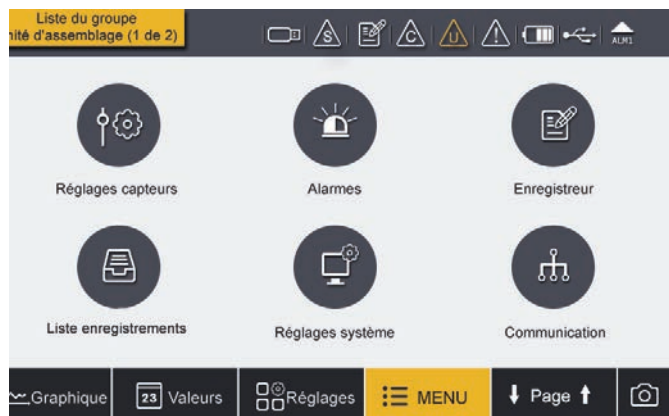 Liste du groupe
nité d'assemblage (1 de 2)
S
C
U
ALM1
Réglages capteurs
Alarmes
Enregistreur
Liste enregistrements
Réglages système
Communication
Graphique
23 Valeurs
Réglages
MENU
Page